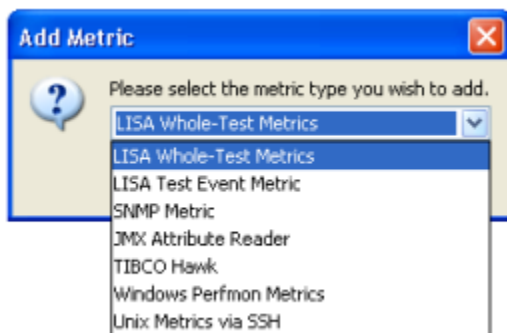 Add Metric
Please select the metric type you wish to add.
LISA Whole-Test Metrics
LISA Whole-Test Metrics
LISA Test Event Metric
SNMP Metric
JMX Attribute Reader
TIBCO Hawk
Windows Perfmon Metrics
Unix Metrics via SSH